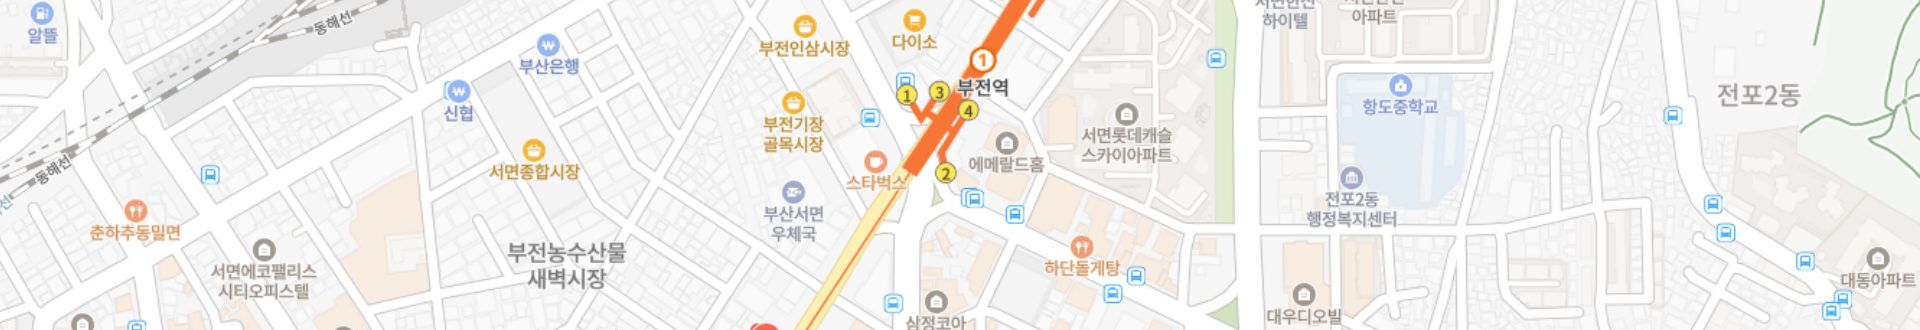 알뜰
동해선
부산은행
신협
부전인삼시장
다이소
1
부전역
1
3
4
2
부전기장
골목시장
서면종합시장
스타벅스
에메랄드홈
서면롯데캐슬
스카이아파트
하이텔
아파트
항도중학교
전포2동
동해선
춘하추동밀면
서면에코팰리스
시티오피스텔
부전농수산물
새벽시장
부산서면
우체국
하단돌게탕
삼정코아
전포2동
행정복지센터
대우디오빌
대동아파트